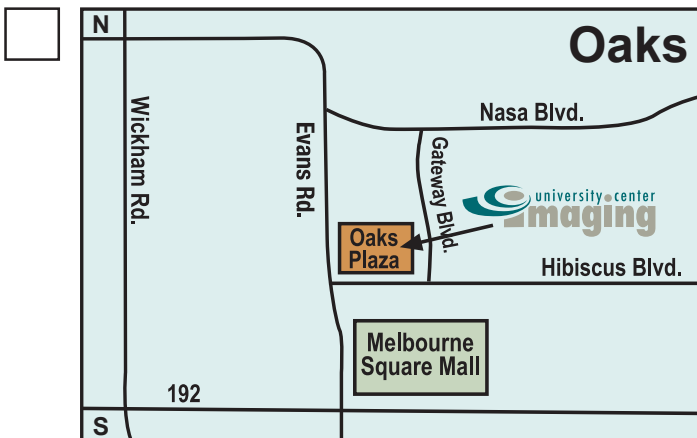 N
Oaks
Wickham Rd.
Evans Rd.
Nasa Blvd.
Gateway Blvd.
university center
imaging
Oaks
Plaza
Hibiscus Blvd.
Melbourne
Square Mall
192
S